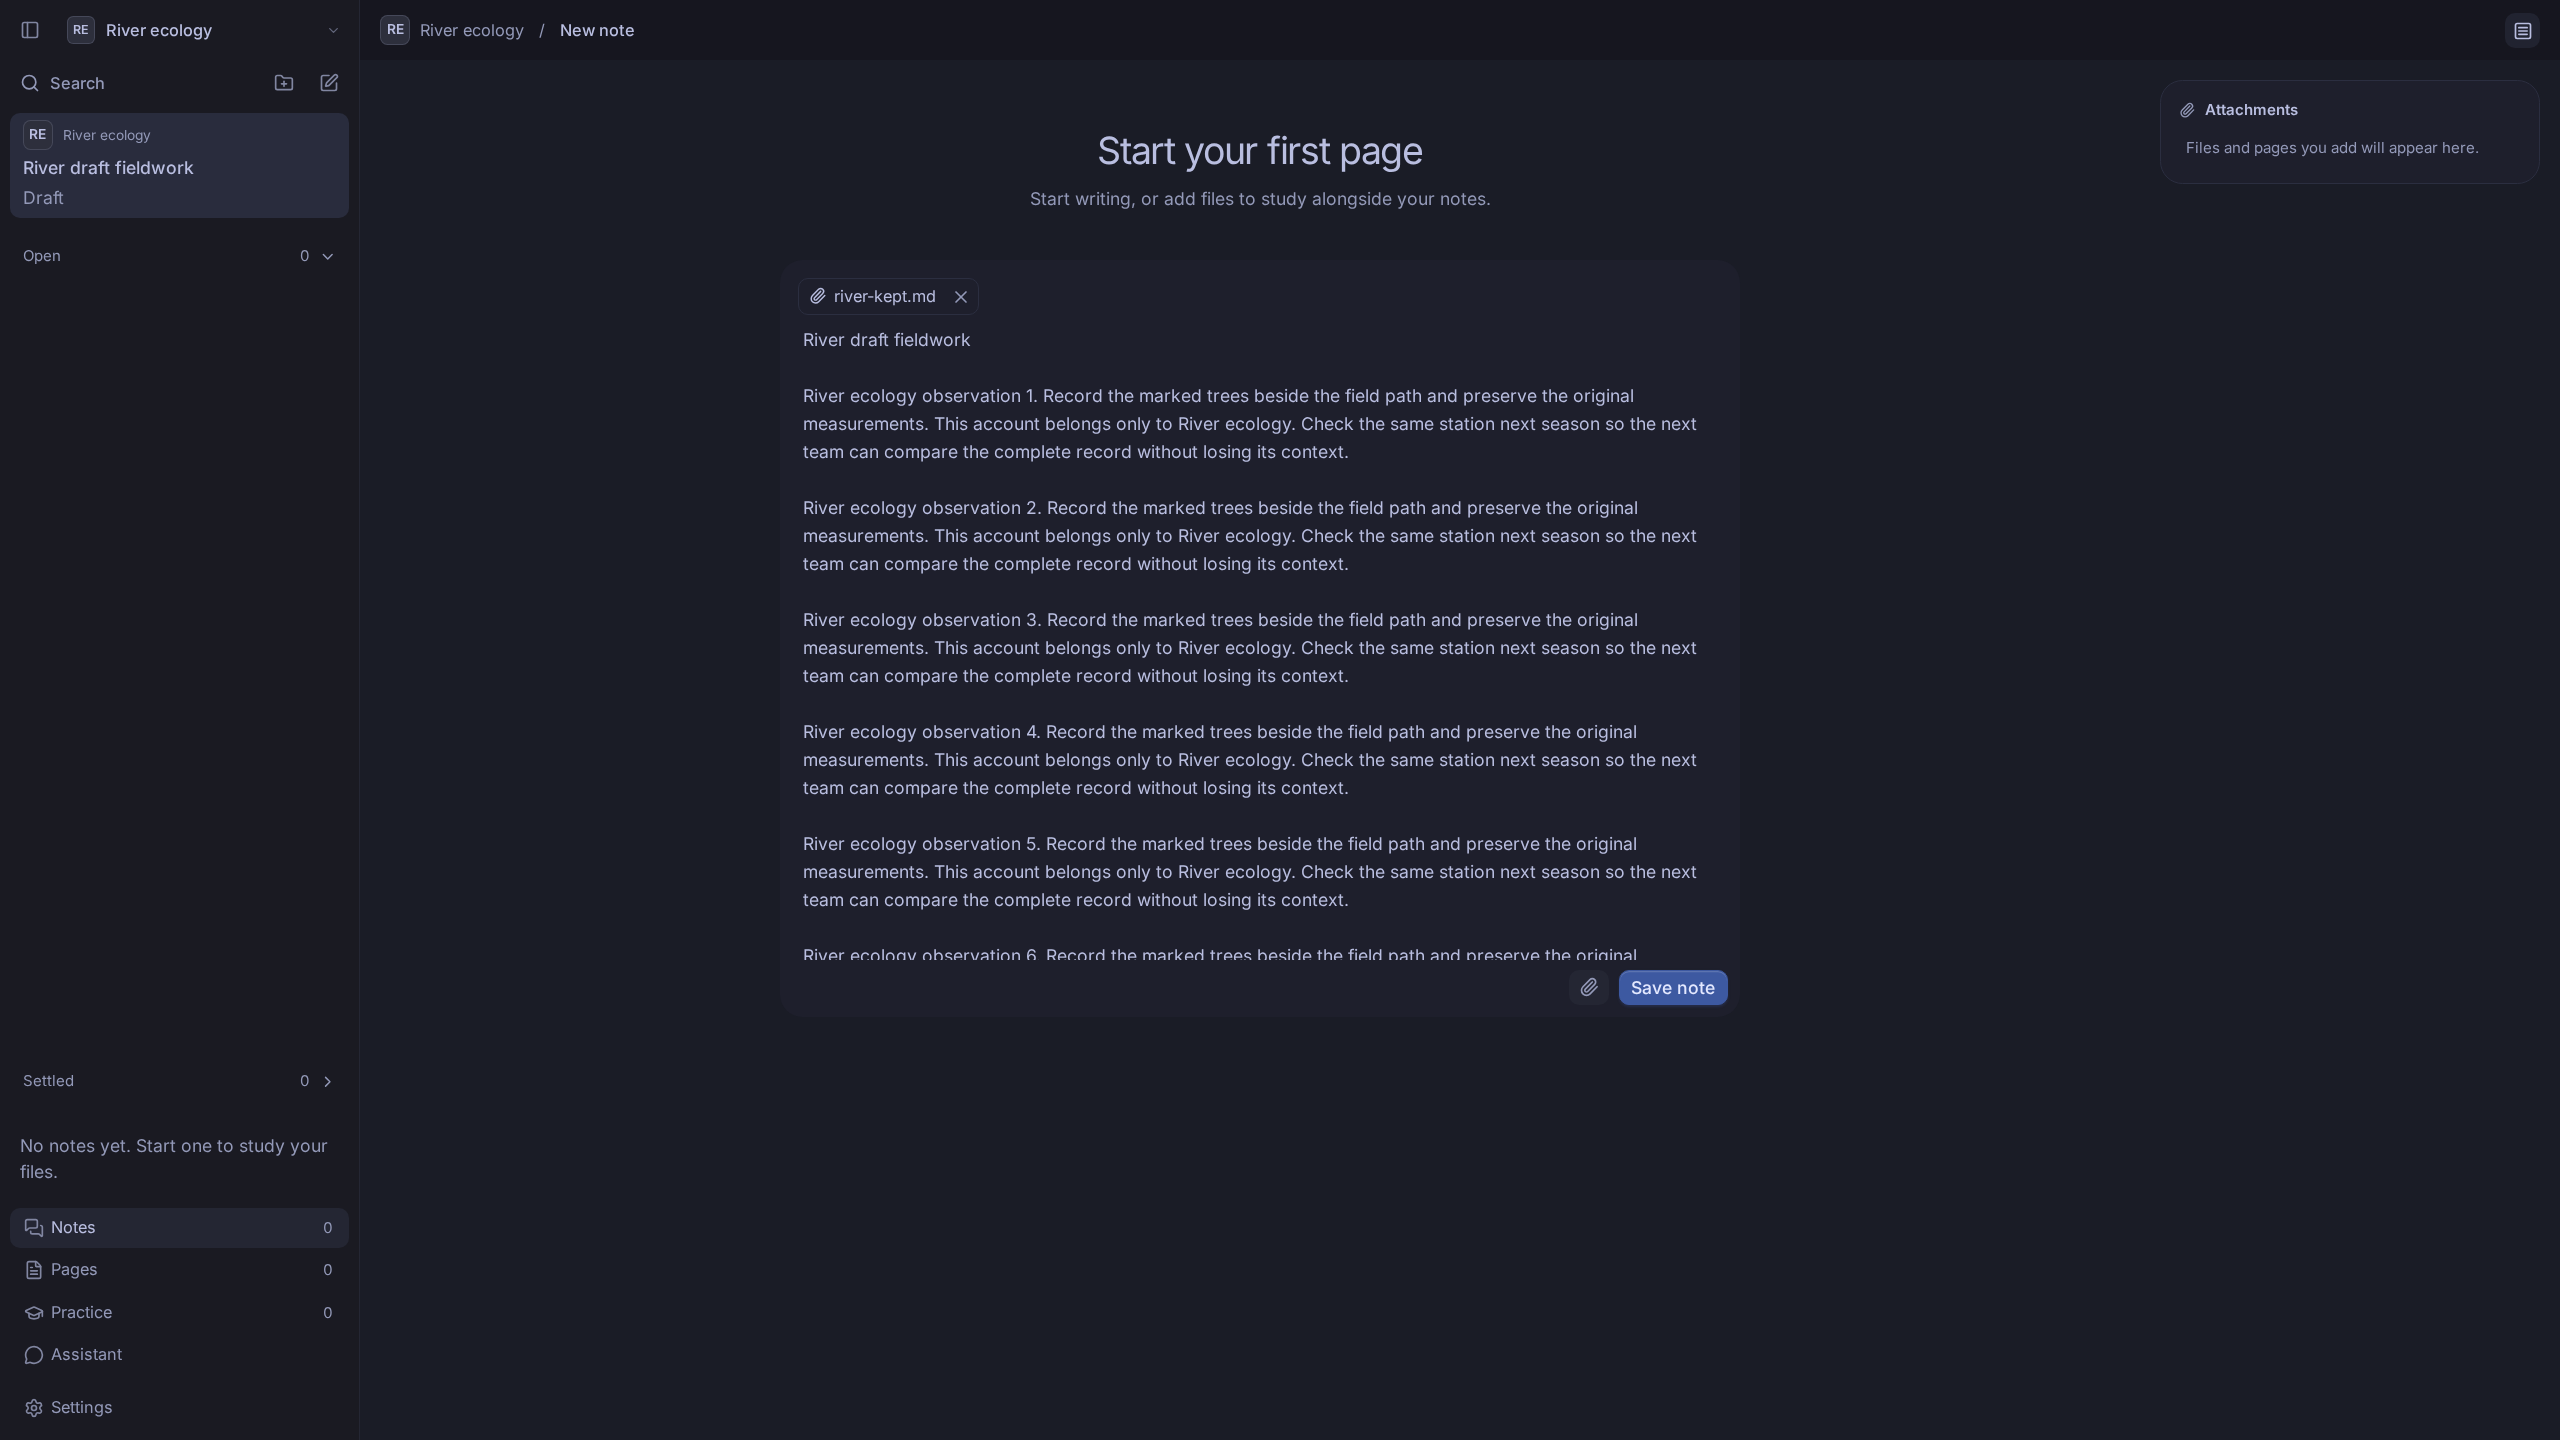 RE River ecology
Search
RE River ecology
River draft fieldwork
Draft
Open 0
Settled 0
No notes yet. Start one to study your
files.
Notes 0
Pages 0
Practice 0
Assistant
Settings
RE River ecology / New note
Start your first page
Start writing, or add files to study alongside your notes.
river-kept.md
River draft fieldwork
River ecology observation 1. Record the marked trees beside the field path and preserve the original
measurements. This account belongs only to River ecology. Check the same station next season so the next
team can compare the complete record without losing its context.
River ecology observation 2. Record the marked trees beside the field path and preserve the original
measurements. This account belongs only to River ecology. Check the same station next season so the next
team can compare the complete record without losing its context.
River ecology observation 3. Record the marked trees beside the field path and preserve the original
measurements. This account belongs only to River ecology. Check the same station next season so the next
team can compare the complete record without losing its context.
River ecology observation 4. Record the marked trees beside the field path and preserve the original
measurements. This account belongs only to River ecology. Check the same station next season so the next
team can compare the complete record without losing its context.
River ecology observation 5. Record the marked trees beside the field path and preserve the original
measurements. This account belongs only to River ecology. Check the same station next season so the next
team can compare the complete record without losing its context.
River ecology observation 6. Record the marked trees beside the field path and preserve the original
Save note
Attachments
Files and pages you add will appear here.